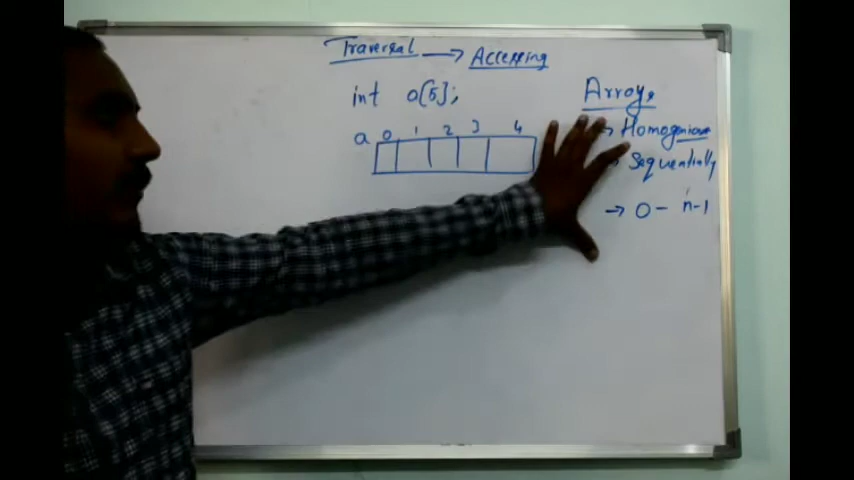 Traversal → Accessing
int a[5];
a 0 1 2 3 4
Arrays
→ Homogenious
→ Sequentially
→ 0 - n-1